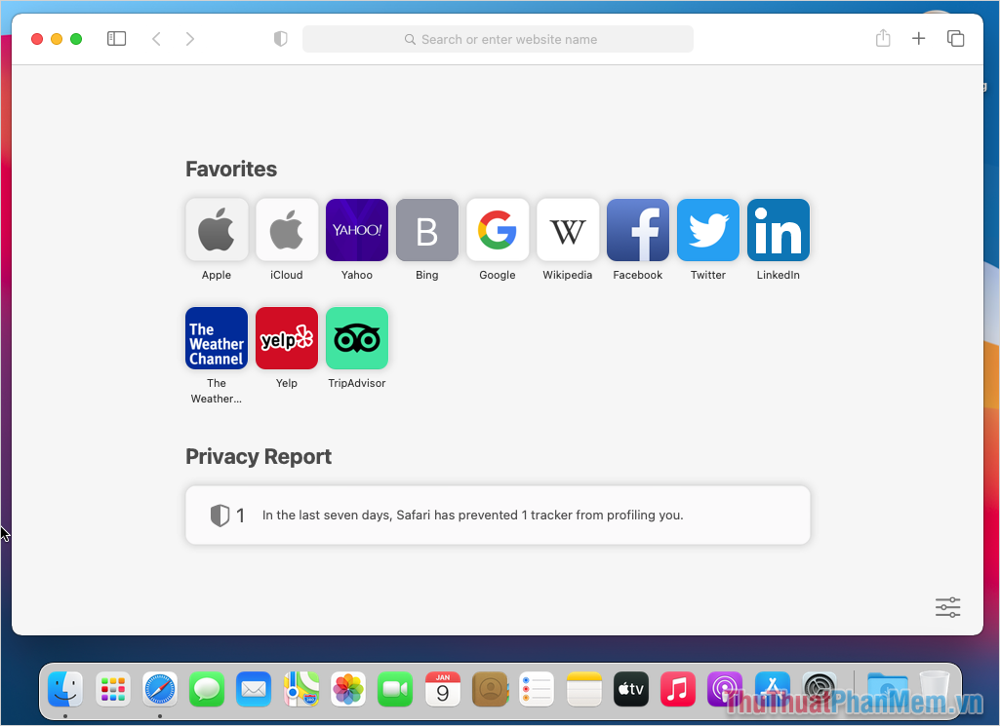 Search or enter website name
g
Favorites
YAHOO!
B
G
W
f
in
Apple
iCloud
Yahoo
Bing
Google
Wikipedia
Facebook
Twitter
LinkedIn
The
Weather
Channel
yelp
The
Weather...
Yelp
TripAdvisor
Privacy Report
1
In the last seven days, Safari has prevented 1 tracker from profiling you.
JAN
9
tv
ThuThuatPhanMem.vn